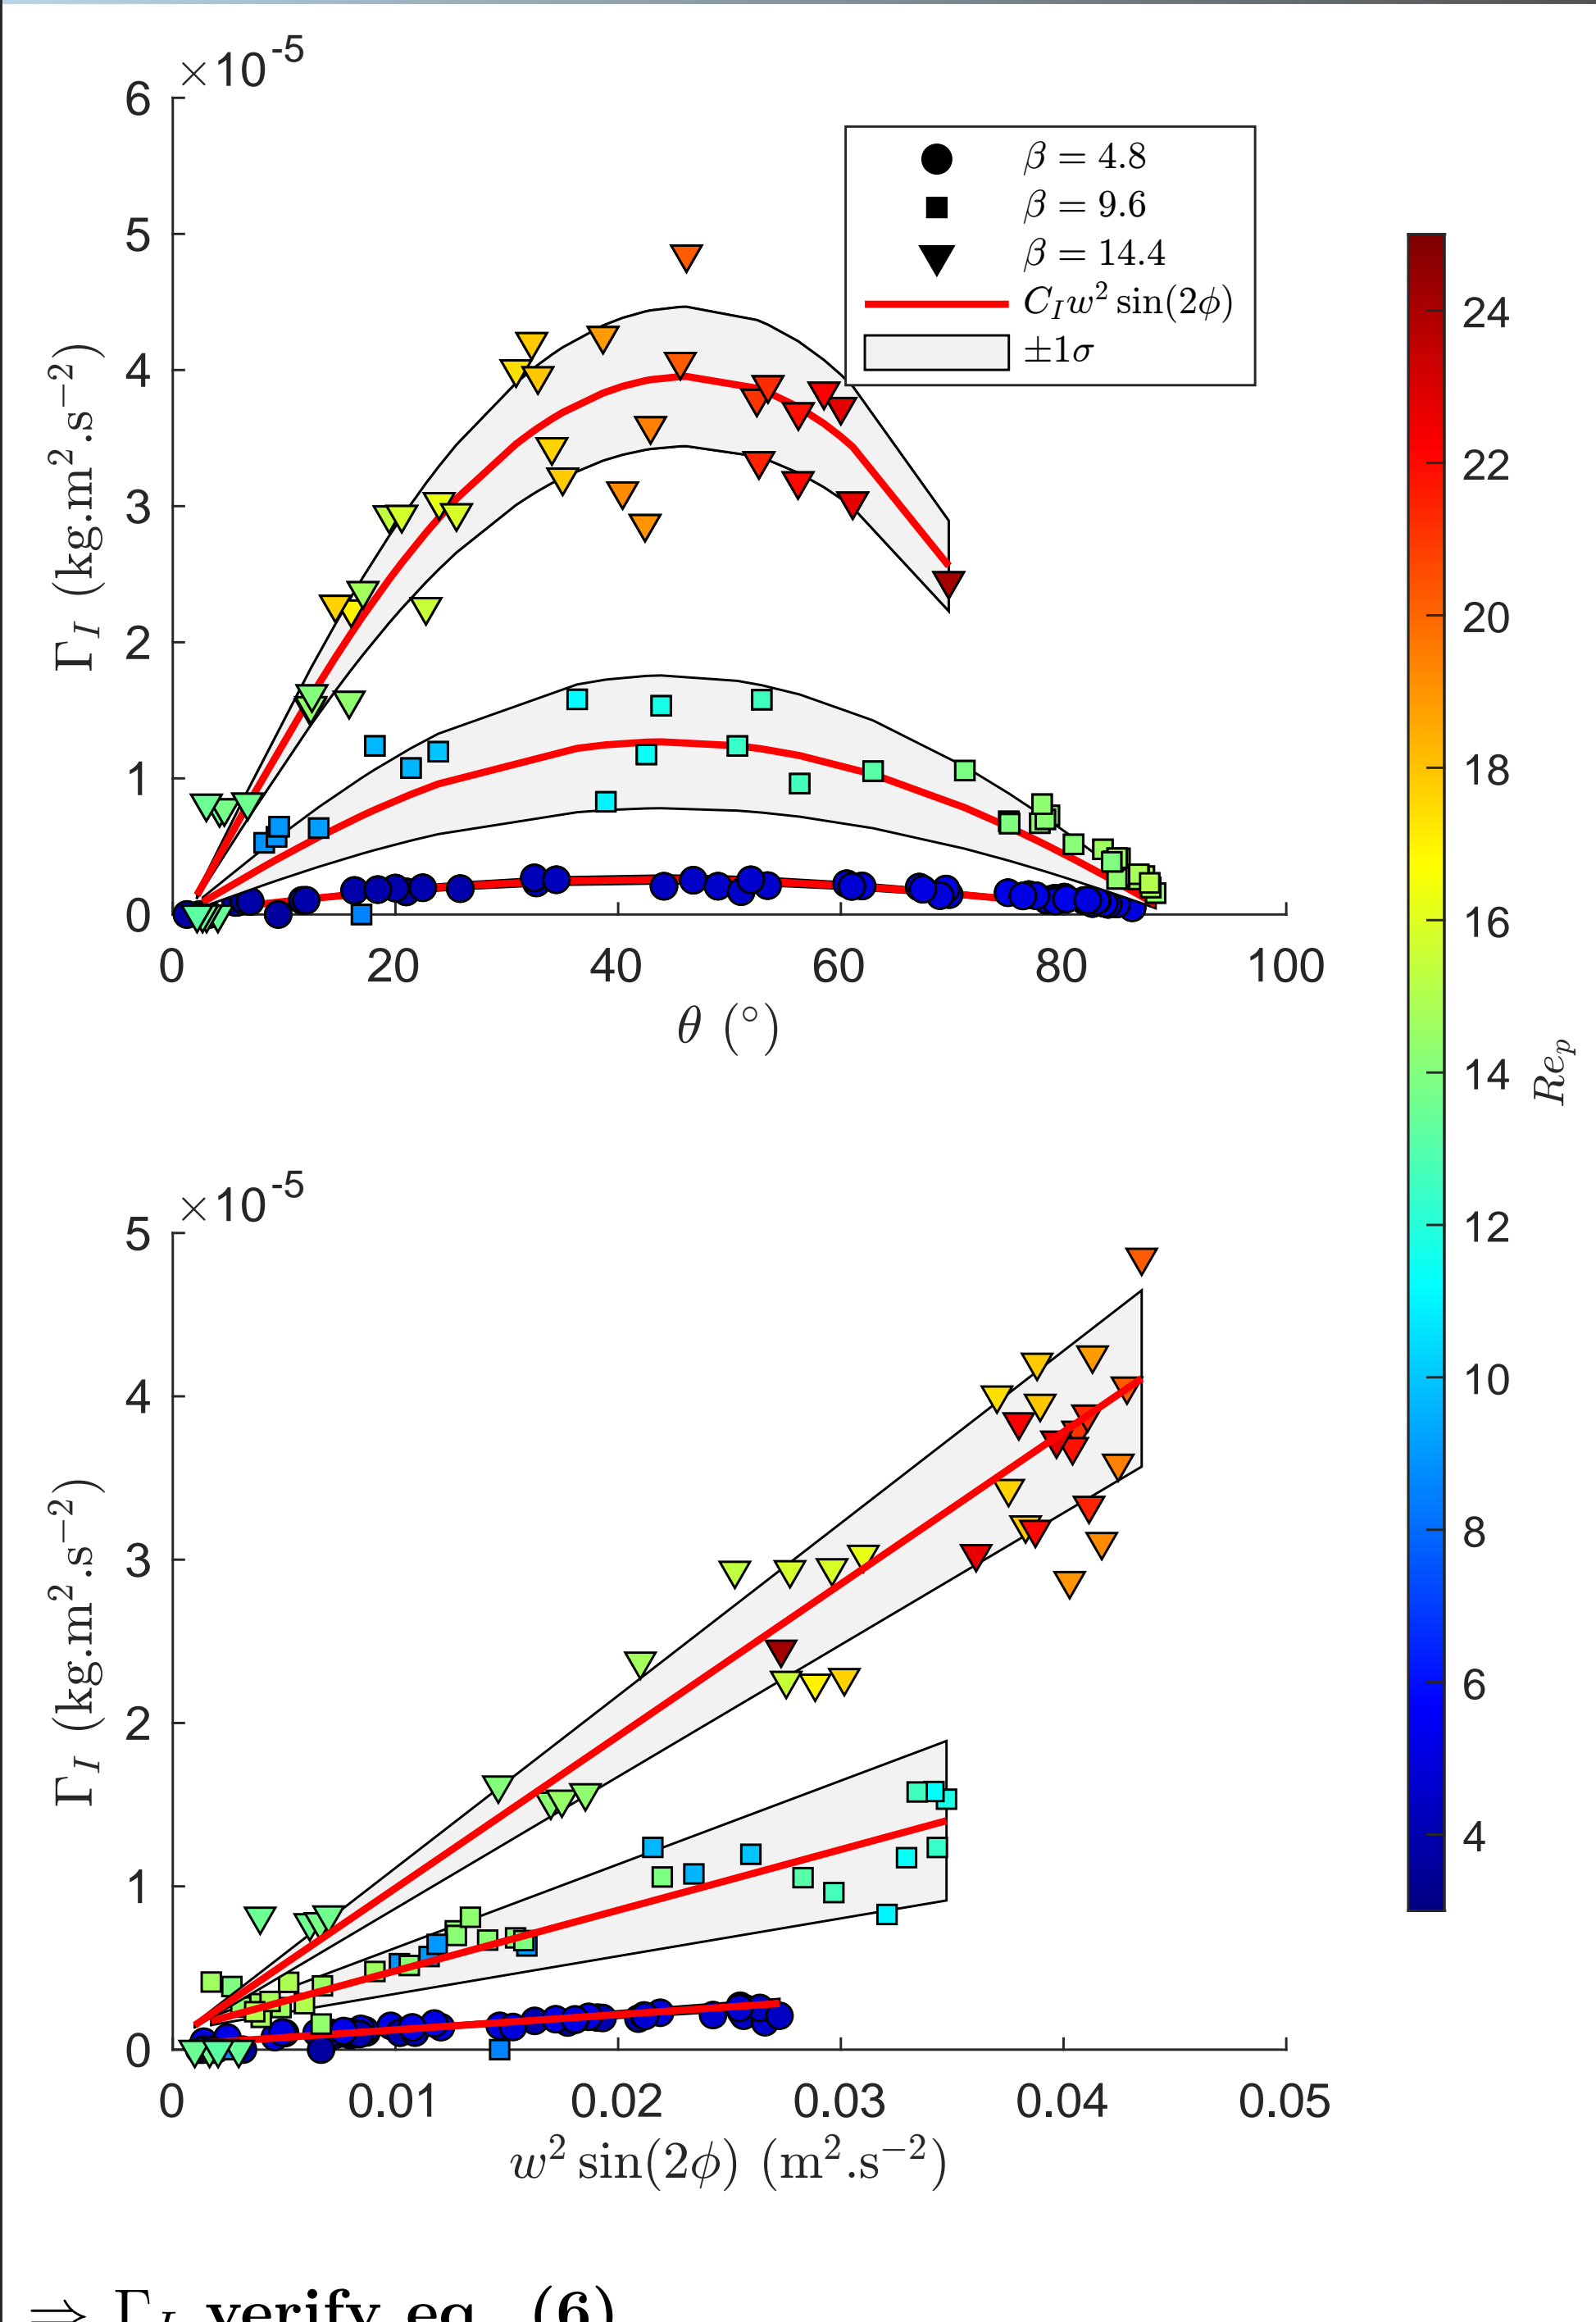 ×10⁻⁵
6
5
4
3
2
1
0
Γ_I (kg.m².s⁻²)
0 20 40 60 80 100
θ (°)
β = 4.8
β = 9.6
β = 14.4
C_I w² sin(2φ)
±1σ
24
22
20
18
16
14
12
10
8
6
4
Re_p
×10⁻⁵
5
4
3
2
1
0
Γ_I (kg.m².s⁻²)
0 0.01 0.02 0.03 0.04 0.05
w² sin(2φ) (m².s⁻²)
⇒ Γ_I verify eq. (6)